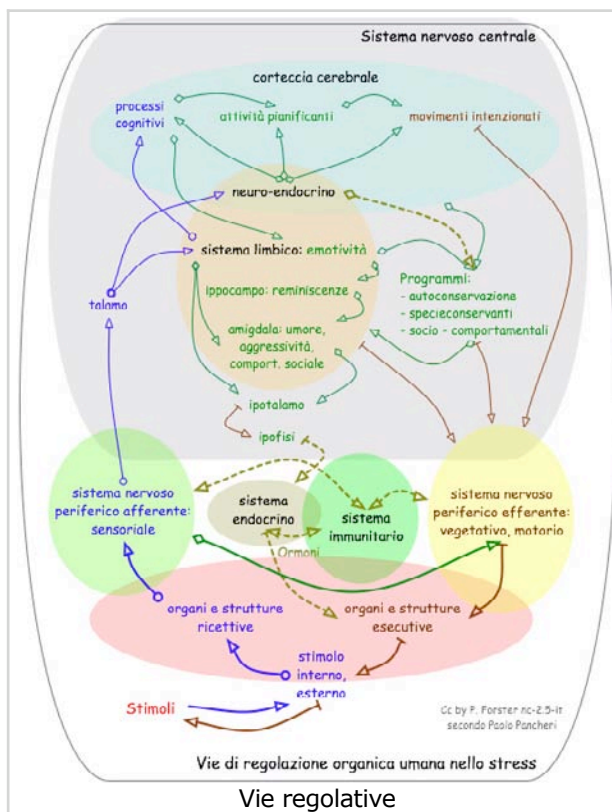 Sistema nervoso centrale
corteccia cerebrale
processi
cognitivi
attività pianificanti
movimenti intenzionati
neuro-endocrino
sistema limbico: emotività
ippocampo: reminiscenze
amigdala: umore,
aggressività,
comport. sociale
Programmi:
- autoconservazione
- specieconservanti
- socio - comportamentali
talamo
ipotalamo
ipofisi
sistema nervoso
periferico afferente:
sensoriale
sistema
endocrino
sistema
immunitario
sistema nervoso
periferico efferente:
vegetativo, motorio
Ormoni
organi e strutture
ricettive
organi e strutture
esecutive
stimolo
interno,
esterno
Stimoli
Cc by P. Forster nc-2.5-it
secondo Paolo Pancheri
Vie di regolazione organica umana nello stress
Vie regolative